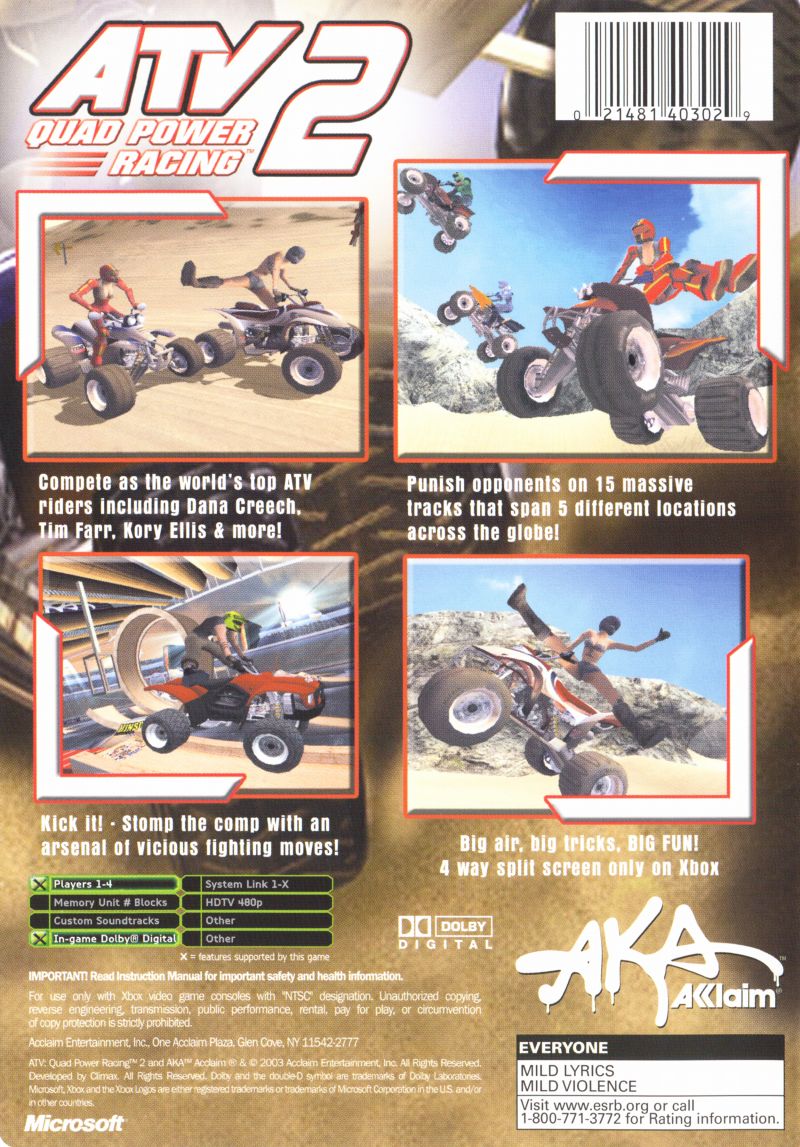 ATV 2
QUAD POWER
RACING™
0 21481 40302 9
Compete as the world's top ATV
riders including Dana Creech,
Tim Farr, Kory Ellis & more!
Punish opponents on 15 massive
tracks that span 5 different locations
across the globe!
Kick it! - Stomp the comp with an
arsenal of vicious fighting moves!
Big air, big tricks, BIG FUN!
4 way split screen only on Xbox
X Players 1-4
Memory Unit # Blocks
Custom Soundtracks
X In-game Dolby® Digital
System Link 1-X
HDTV 480p
Other
Other
X = features supported by this game
DOLBY
DIGITAL
AKA™
Acclaim®
IMPORTANT! Read Instruction Manual for important safety and health information.
For use only with Xbox video game consoles with "NTSC" designation. Unauthorized copying,
reverse engineering, transmission, public performance, rental, pay for play, or circumvention
of copy protection is strictly prohibited.
Acclaim Entertainment, Inc., One Acclaim Plaza, Glen Cove, NY 11542-2777
ATV: Quad Power Racing™ 2 and AKA™ Acclaim ® & © 2003 Acclaim Entertainment, Inc. All Rights Reserved.
Developed by Climax. All Rights Reserved. Dolby and the double-D symbol are trademarks of Dolby Laboratories.
Microsoft, Xbox and the Xbox Logos are either registered trademarks or trademarks of Microsoft Corporation in the U.S. and/or
in other countries.
Microsoft
EVERYONE
MILD LYRICS
MILD VIOLENCE
Visit www.esrb.org or call
1-800-771-3772 for Rating information.